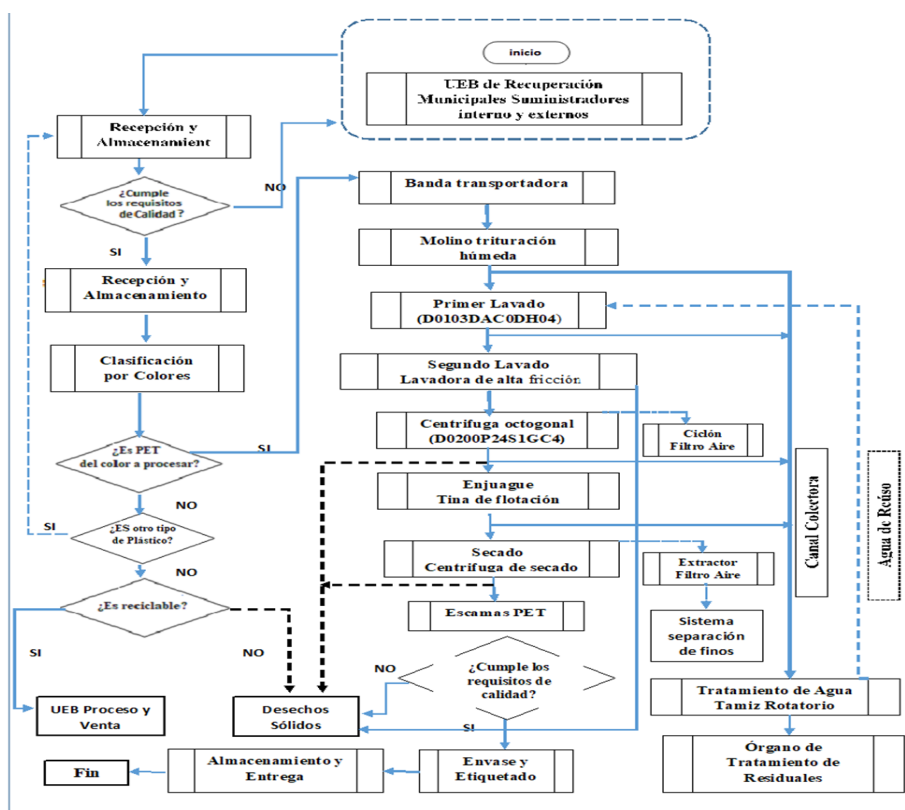 inicio
UEB de Recuperación
Municipales Suministradores
interno y externos
Recepción y
Almacenamient
¿Cumple
los requisitos
de Calidad ?
NO
SI
Recepción y
Almacenamiento
Clasificación
por Colores
¿Es PET
del color a procesar?
SI
NO
¿ES otro tipo
de Plástico?
SI
NO
¿Es reciclable?
SI
NO
UEB Proceso y
Venta
Desechos
Sólidos
Banda transportadora
Molino trituración
húmeda
Primer Lavado
(D0103DAC0DH04)
Segundo Lavado
Lavadora de alta fricción
Centrífuga octogonal
(D0200P24S1GC4)
Ciclón
Filtro Aire
Enjuague
Tina de flotación
Secado
Centrífuga de secado
Extractor
Filtro Aire
Sistema
separación
de finos
Escamas PET
¿Cumple los
requisitos de
calidad?
NO
SI
Canal Colectora
Agua de Reúso
Tratamiento de Agua
Tamiz Rotatorio
Órgano de
Tratamiento de
Residuales
Envase y
Etiquetado
Almacenamiento y
Entrega
Fin